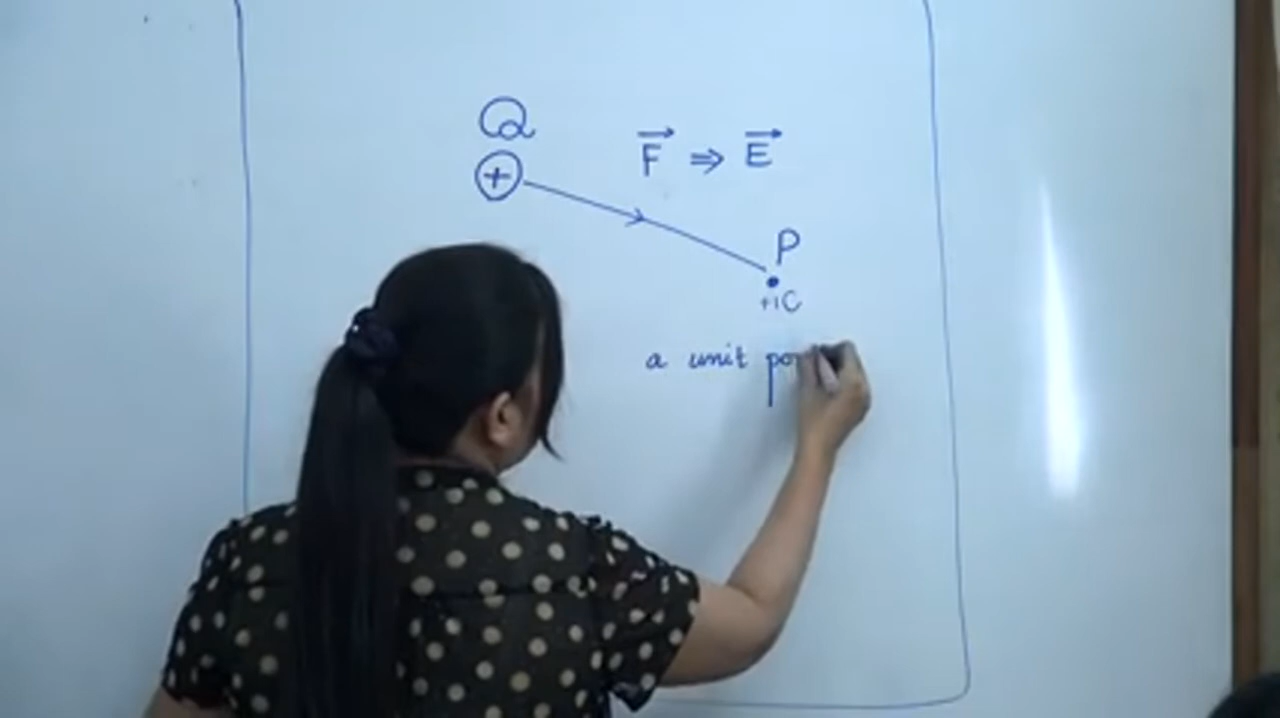 Q
F ⇒ E
+
P
+1C
a unit po